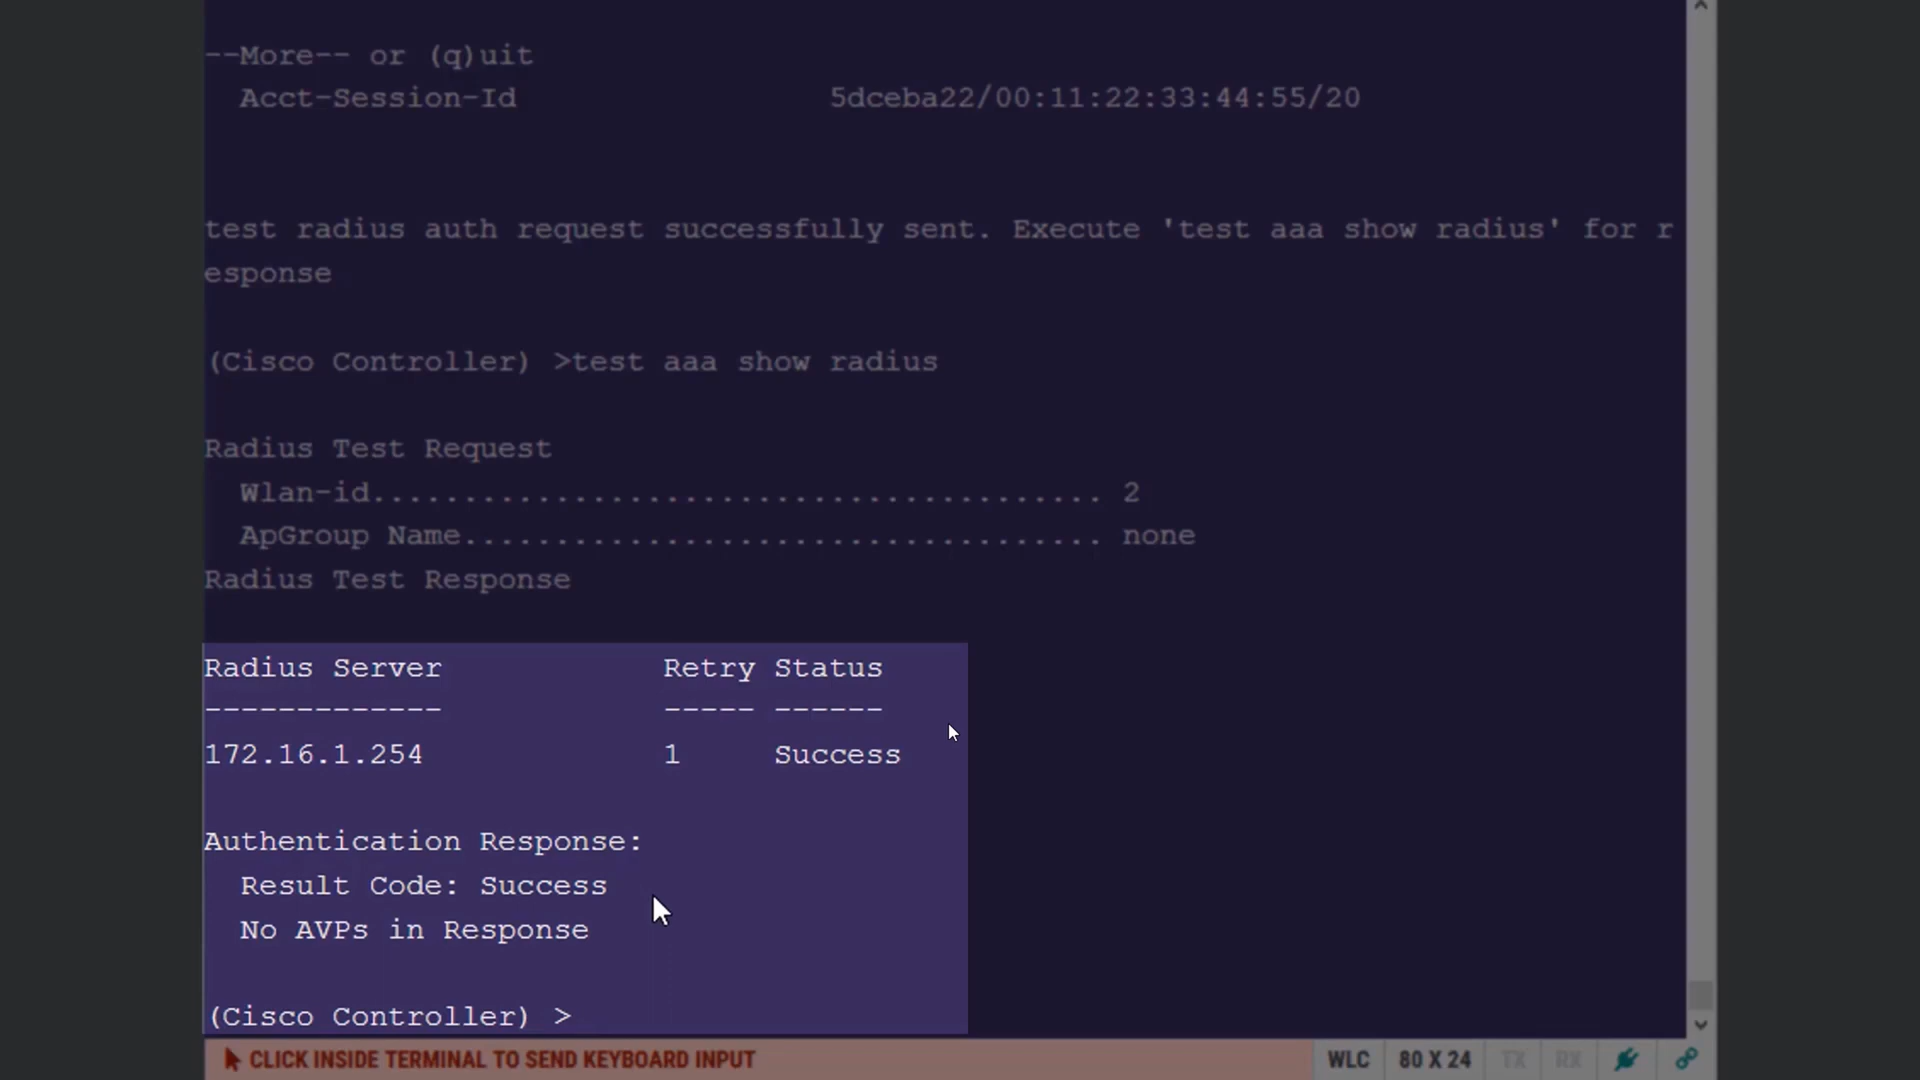 --More-- or (q)uit
Acct-Session-Id 5dceba22/00:11:22:33:44:55/20
test radius auth request successfully sent. Execute 'test aaa show radius' for r
esponse
(Cisco Controller) >test aaa show radius
Radius Test Request
Wlan-id........................................ 2
ApGroup Name................................... none
Radius Test Response
Radius Server Retry Status
------------- ----- ------
172.16.1.254 1 Success
Authentication Response:
Result Code: Success
No AVPs in Response
(Cisco Controller) >
CLICK INSIDE TERMINAL TO SEND KEYBOARD INPUT WLC 80 X 24 TX RX